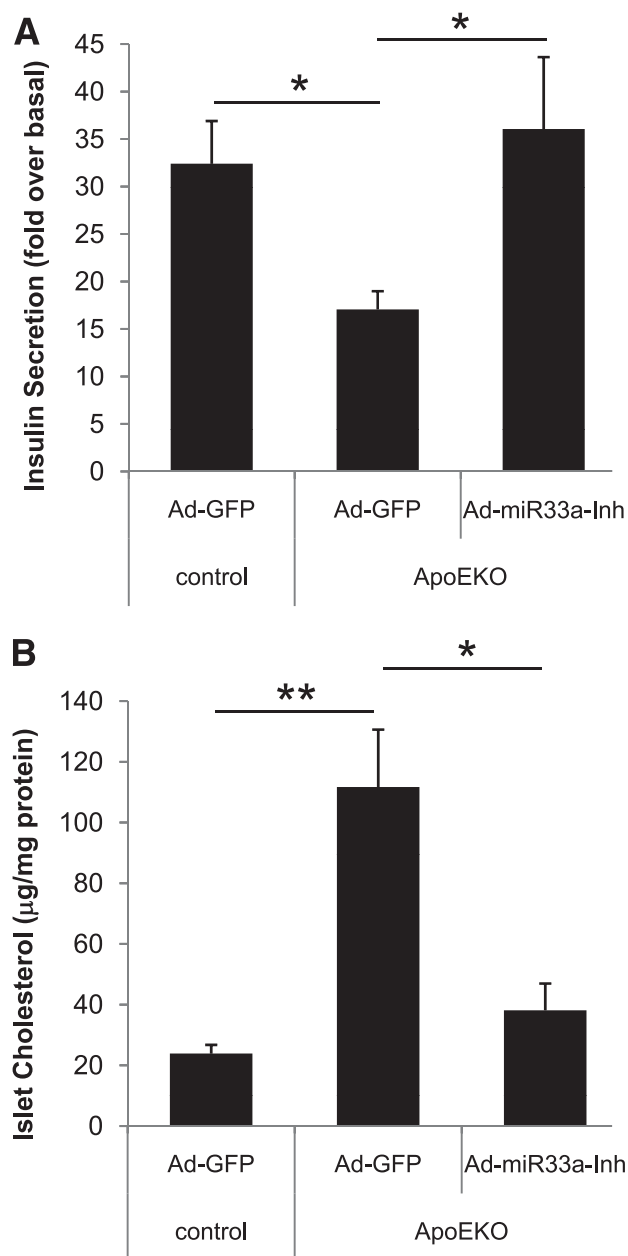 A
Insulin Secretion (fold over basal)
45
40
35
30
25
20
15
10
5
0
*
*
Ad-GFP Ad-GFP Ad-miR33a-Inh
control ApoEKO
B
Islet Cholesterol (μg/mg protein)
140
120
100
80
60
40
20
0
**
*
Ad-GFP Ad-GFP Ad-miR33a-Inh
control ApoEKO